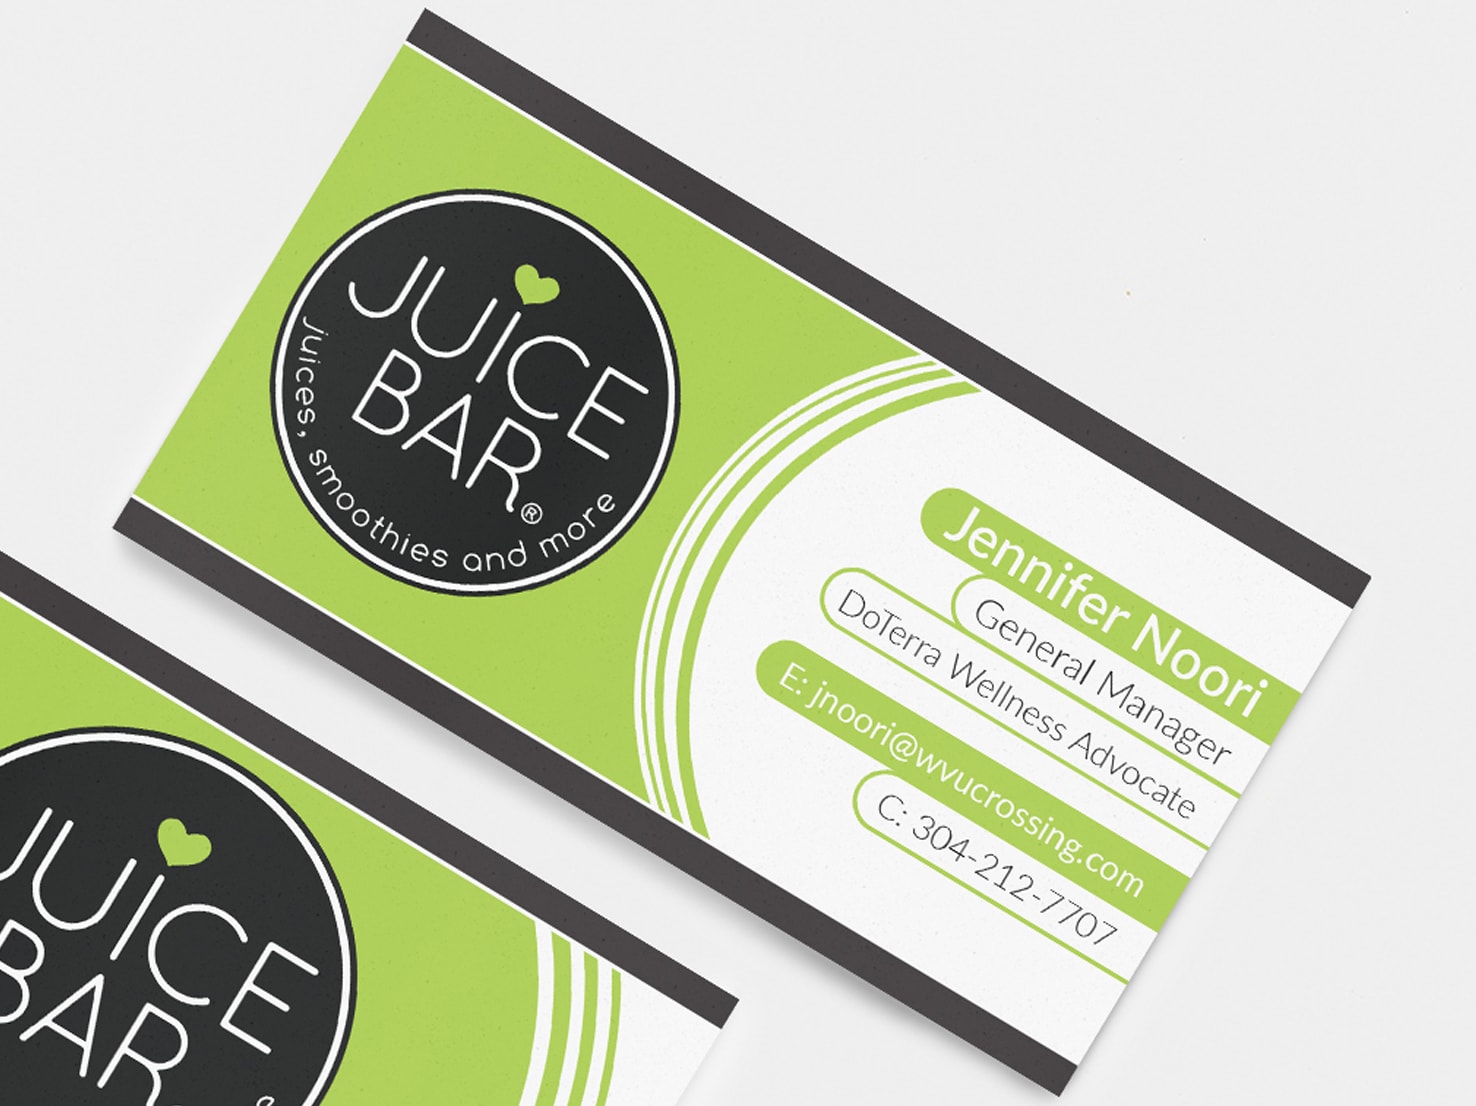 JUICE
BAR®
juices, smoothies and more
Jennifer Noori
General Manager
DoTerra Wellness Advocate
E: jnoori@wvucrossing.com
C: 304-212-7707
JUICE
BAR
e